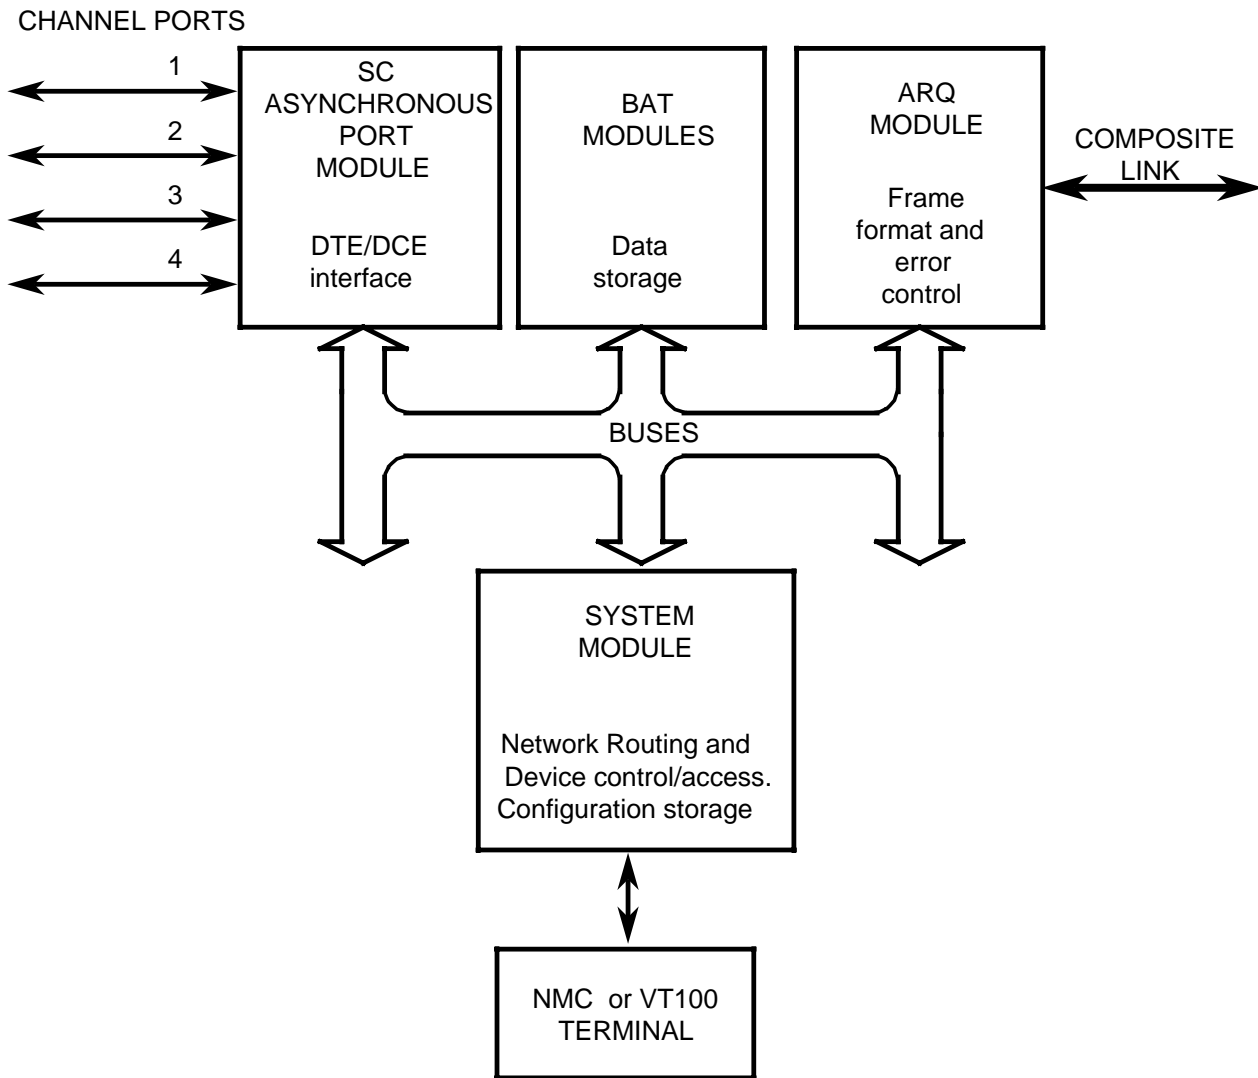 CHANNEL PORTS
1
2
3
4
SC
ASYNCHRONOUS
PORT
MODULE
DTE/DCE
interface
BAT
MODULES
Data
storage
ARQ
MODULE
Frame
format and
error
control
COMPOSITE
LINK
BUSES
SYSTEM
MODULE
Network Routing and
Device control/access.
Configuration storage
NMC or VT100
TERMINAL